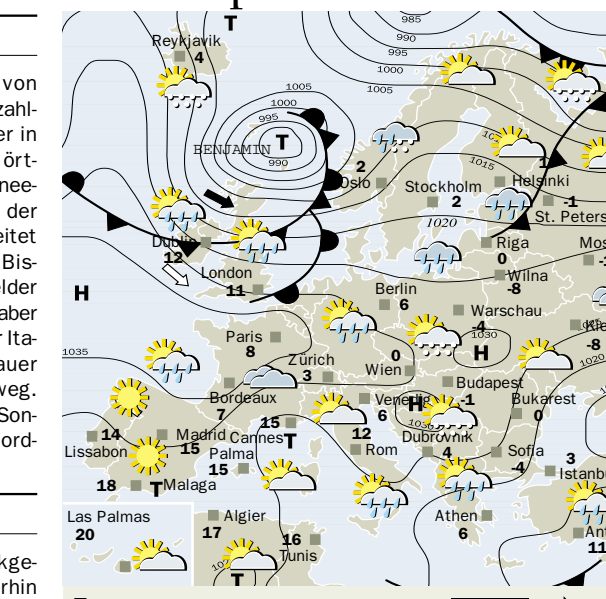 von
zahl-
er in
ört-
nee-
der
eitet
Bis-
elder
aber
r Ita-
auer
weg.
Son-
ord-
kge-
rhin
T
985
990
995
1000
1005
Reykjavik
4
1005
1000
995
990
T
BENJAMIN
1015
2
Oslo
Stockholm
2
1020
Helsinki
1
-1
St. Peters
Riga
0
Mos
Wilna
-8
Dublin
12
London
11
H
Berlin
6
Warschau
-4
1030
H
-8
1020
1035
Paris
8
Zürich
3
0
Wien
Budapest
-1
Bukarest
0
Bordeaux
7
Venedig
6
H
1030
Dubrovnik
4
Sofia
-4
3
Istanbu
14
Lissabon
Madrid
15
15
Cannes
T
Palma
15
12
Rom
18
T
Malaga
Athen
6
Ant
11
Las Palmas
20
Algier
17
16
Tunis
T